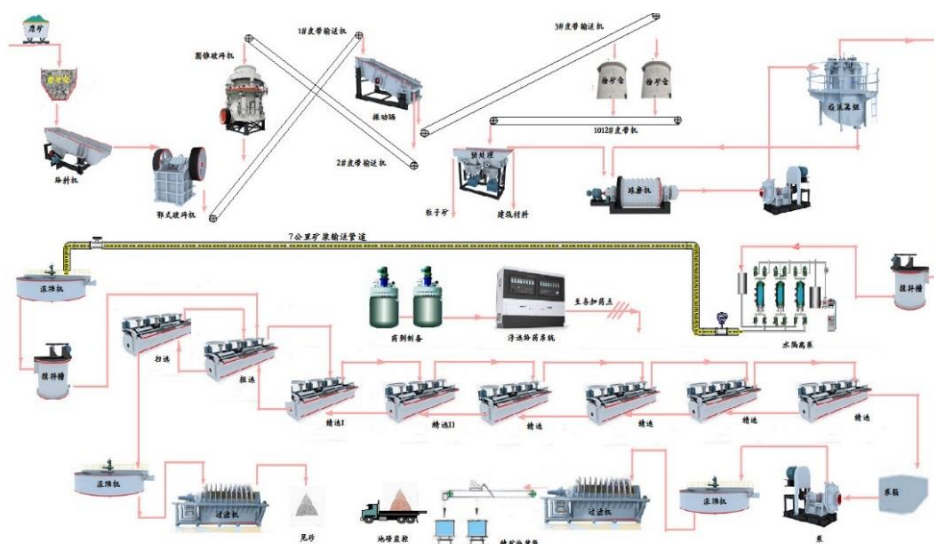 原矿
1#皮带输送机
3#皮带输送机
圆锥破碎机
振动筛
2#皮带输送机
给料机
鄂式破碎机
粉矿仓
粉矿仓
1012#皮带机
预处理
粒子矿
建筑材料
球磨机
旋流器组
7公里矿浆输送管道
浓缩机
搅拌槽
药剂制备
浮选给药系统
至各加药点
水隔离泵
搅拌槽
扫选
粗选
精选I
精选II
精选
精选
精选
精选
浓缩机
过滤机
尾砂
地磅监控
过滤机
浓缩机
泵
泵箱